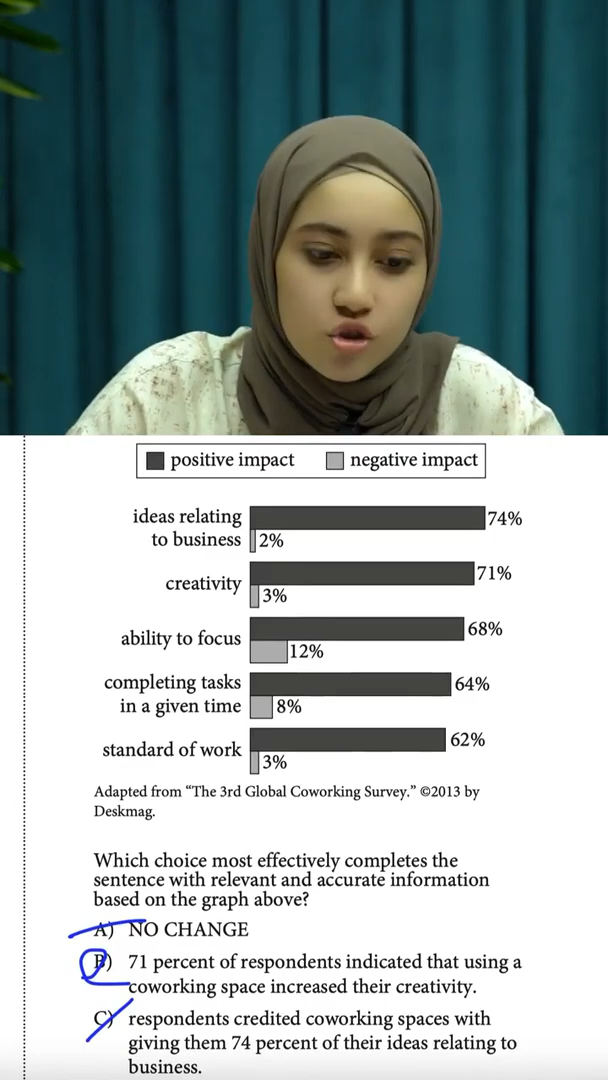 positive impact negative impact
ideas relating
to business
74%
2%
creativity
71%
3%
ability to focus
68%
12%
completing tasks
in a given time
64%
8%
standard of work
62%
3%
Adapted from “The 3rd Global Coworking Survey.” ©2013 by
Deskmag.
Which choice most effectively completes the
sentence with relevant and accurate information
based on the graph above?
A) NO CHANGE
B) 71 percent of respondents indicated that using a
coworking space increased their creativity.
C) respondents credited coworking spaces with
giving them 74 percent of their ideas relating to
business.